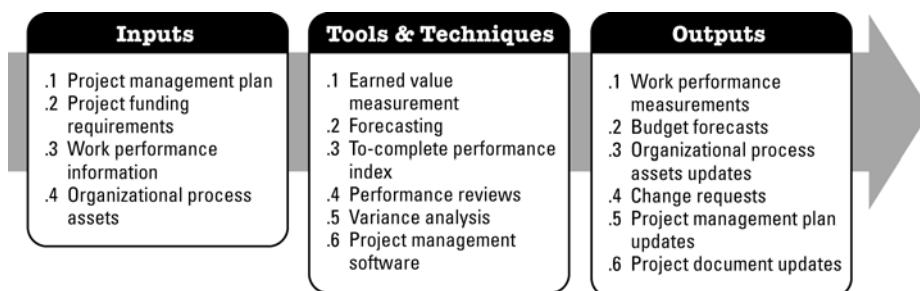 Inputs
.1 Project management plan
.2 Project funding
requirements
.3 Work performance
information
.4 Organizational process
assets
Tools & Techniques
.1 Earned value
measurement
.2 Forecasting
.3 To-complete performance
index
.4 Performance reviews
.5 Variance analysis
.6 Project management
software
Outputs
.1 Work performance
measurements
.2 Budget forecasts
.3 Organizational process
assets updates
.4 Change requests
.5 Project management plan
updates
.6 Project document updates